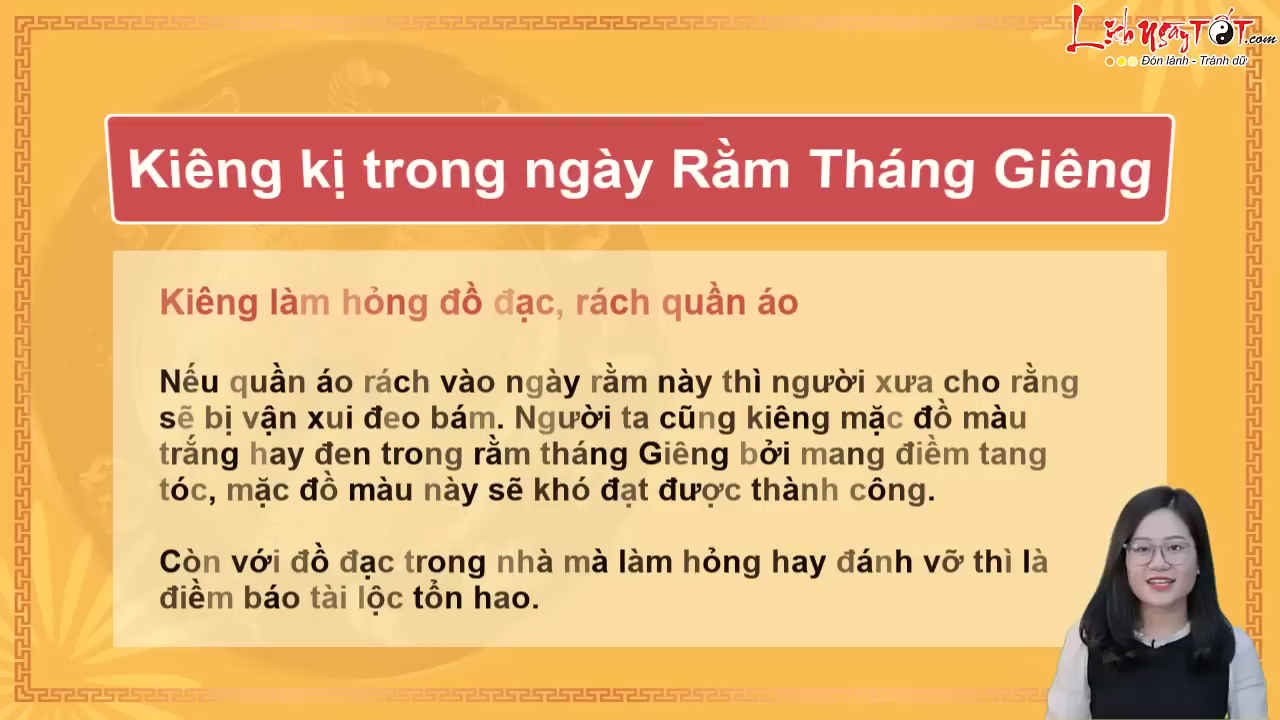 LịchNgayTỐT.com
Đón lành - Tránh dữ
Kiêng kị trong ngày Rằm Tháng Giêng
Kiêng làm hỏng đồ đạc, rách quần áo
Nếu quần áo rách vào ngày rằm này thì người xưa cho rằng
sẽ bị vận xui đeo bám. Người ta cũng kiêng mặc đồ màu
trắng hay đen trong rằm tháng Giêng bởi mang điềm tang
tóc, mặc đồ màu này sẽ khó đạt được thành công.
Còn với đồ đạc trong nhà mà làm hỏng hay đánh vỡ thì là
điềm báo tài lộc tổn hao.